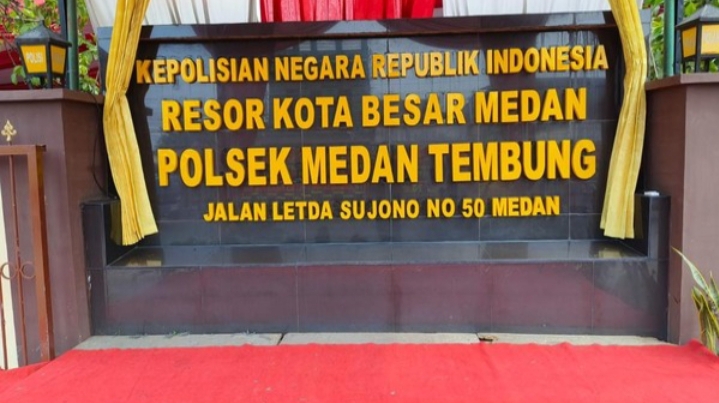 KEPOLISIAN NEGARA REPUBLIK INDONESIA
RESOR KOTA BESAR MEDAN
POLSEK MEDAN TEMBUNG
JALAN LETDA SUJONO NO 50 MEDAN